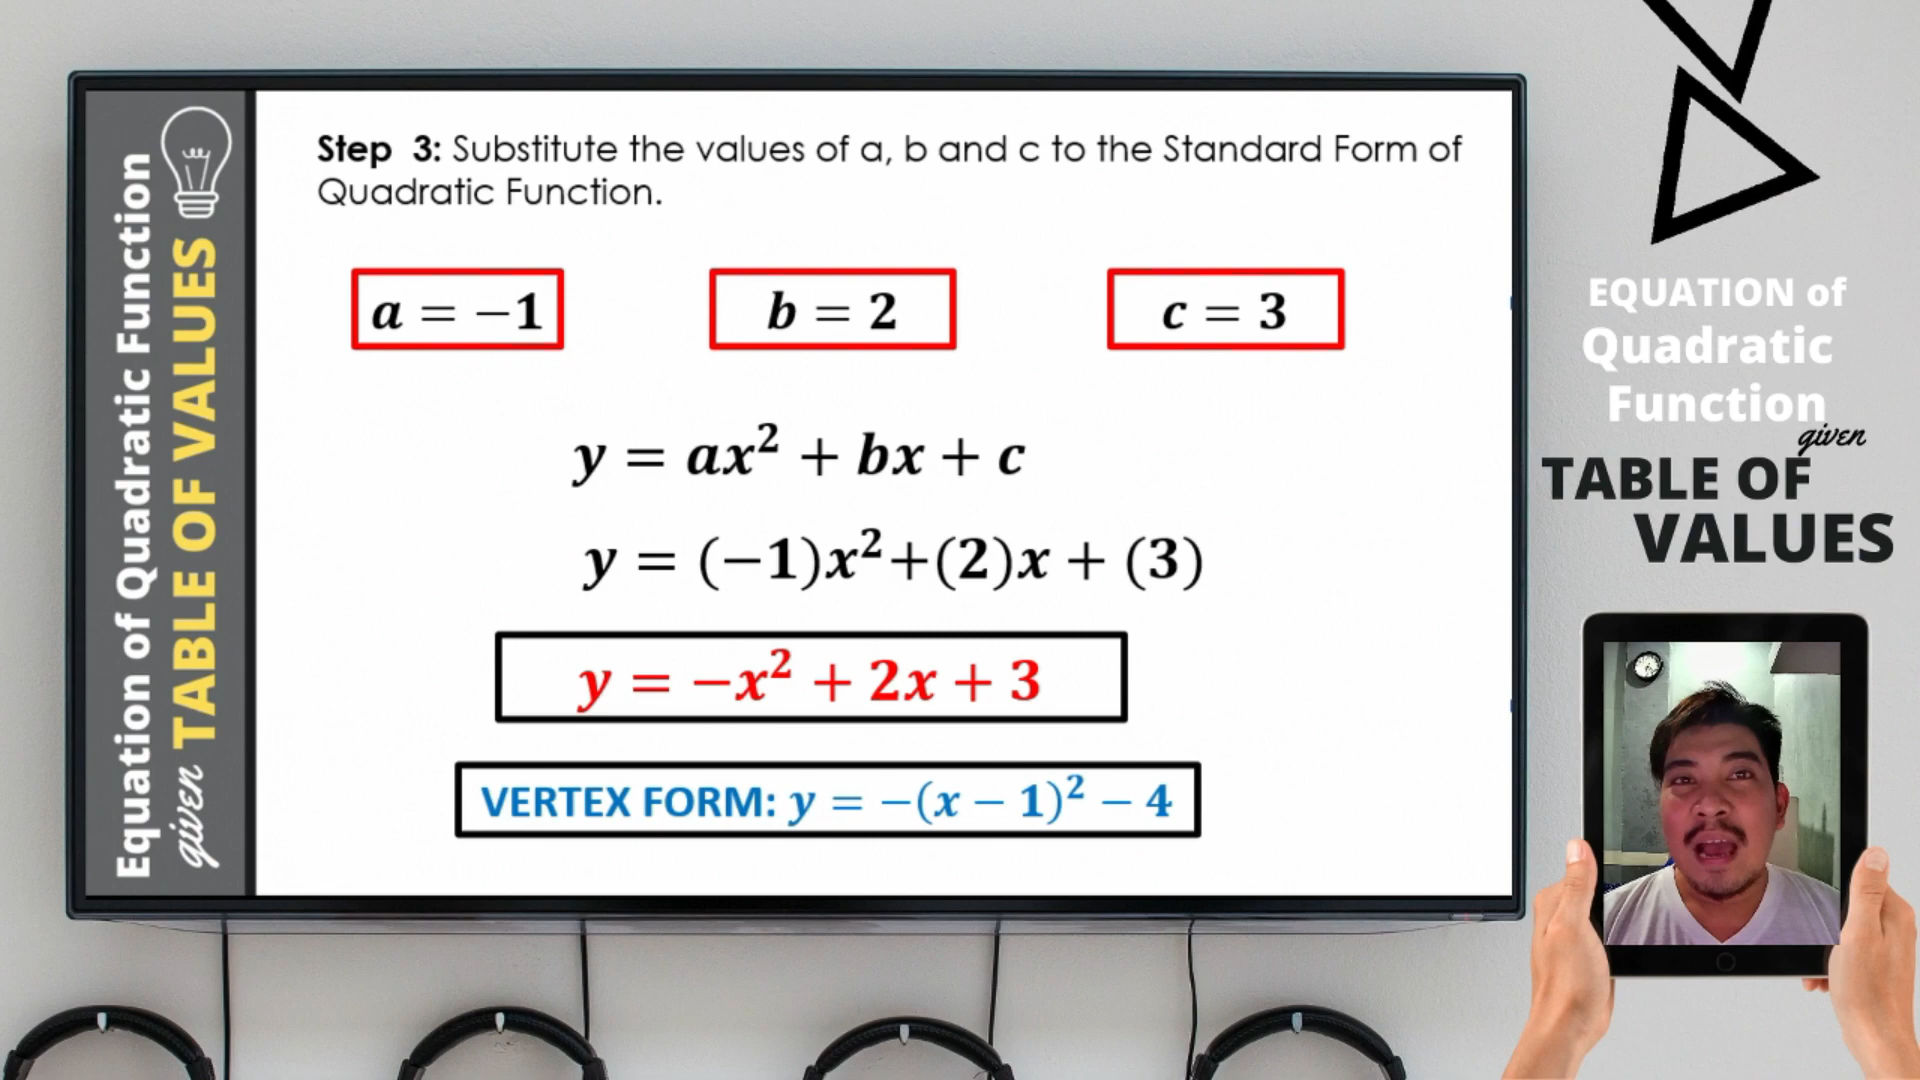 Equation of Quadratic Function
given TABLE OF VALUES
Step 3: Substitute the values of a, b and c to the Standard Form of
Quadratic Function.
a = −1
b = 2
c = 3
y = ax² + bx + c
y = (−1)x²+(2)x + (3)
y = −x² + 2x + 3
VERTEX FORM: y = −(x − 1)² − 4
EQUATION of
Quadratic
Function
given
TABLE OF
VALUES